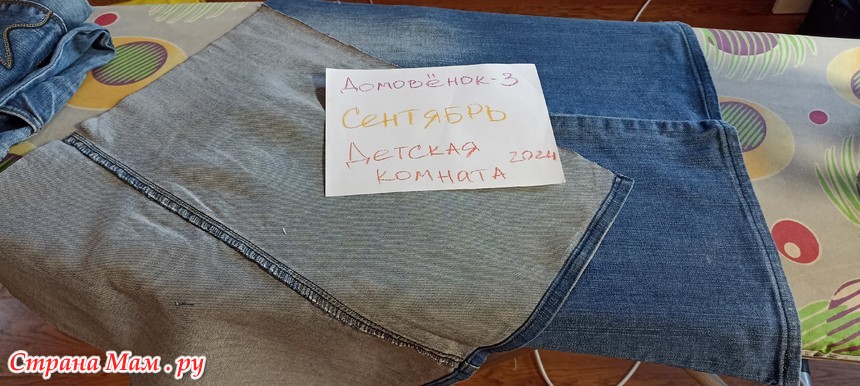 Домовёнок-3
Сентябрь
Детская 2024
комната
Страна Мам.ру